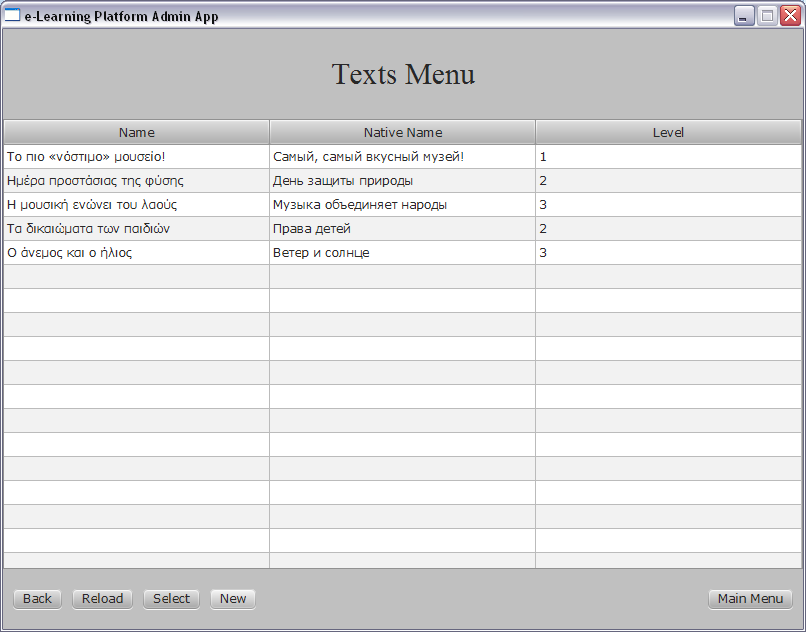 e-Learning Platform Admin App
Texts Menu
Name Native Name Level
Το πιο «νόστιμο» μουσείο! Самый, самый вкусный музей! 1
Ημέρα προστάσιας της φύσης День защиты природы 2
Η μουσική ενώνει του λαούς Музыка объединяет народы 3
Τα δικαιώματα των παιδιών Права детей 2
Ο άνεμος και ο ήλιος Ветер и солнце 3
Back Reload Select New Main Menu